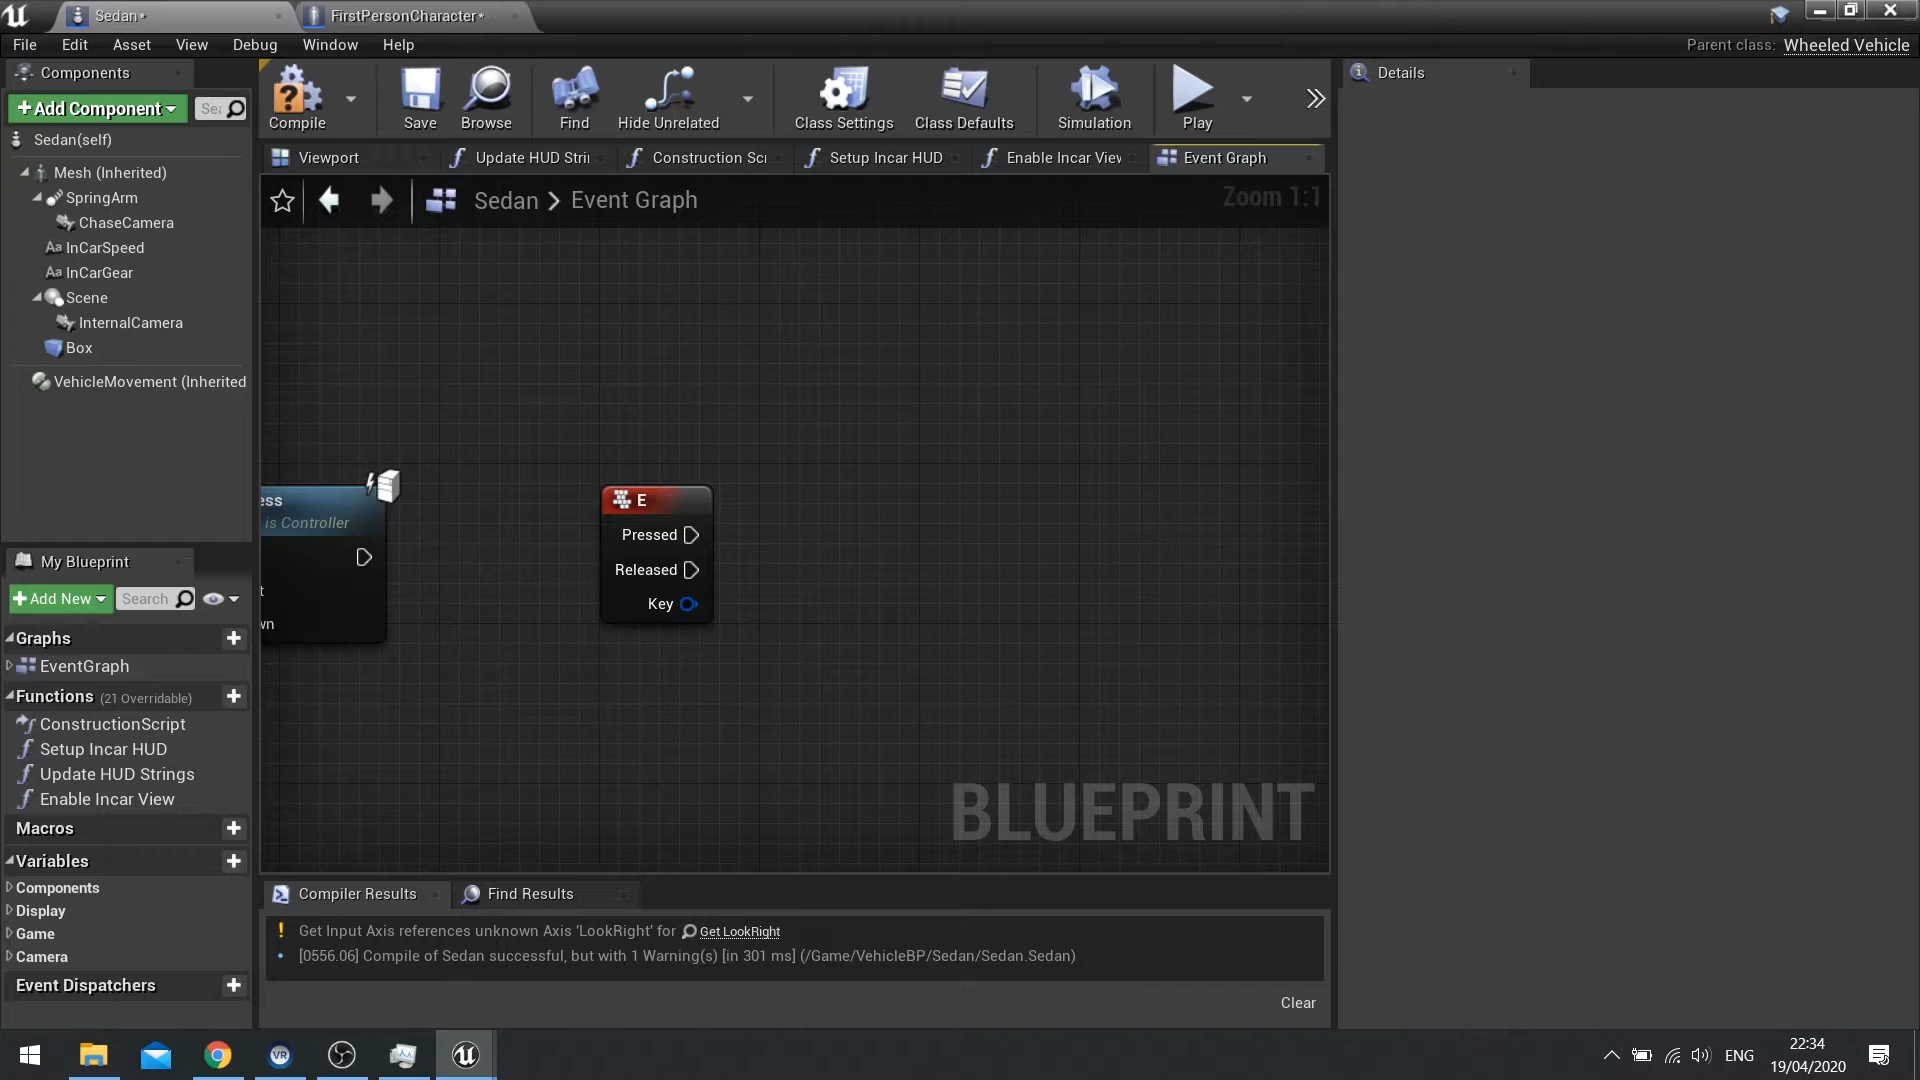 Sedan*
FirstPersonCharacter*
File Edit Asset View Debug Window Help
Parent class: Wheeled Vehicle
Components
Add Component
Sedan(self)
Mesh (Inherited)
SpringArm
ChaseCamera
InCarSpeed
InCarGear
Scene
InternalCamera
Box
VehicleMovement (Inherited
Compile
Save
Browse
Find
Hide Unrelated
Class Settings
Class Defaults
Simulation
Play
Details
Viewport
Update HUD Stri
Construction Sc
Setup Incar HUD
Enable Incar Viev
Event Graph
Sedan > Event Graph
Zoom 1:1
ess
is Controller
t
wn
E
Pressed
Released
Key
BLUEPRINT
My Blueprint
Add New
Search
Graphs
EventGraph
Functions (21 Overridable)
ConstructionScript
Setup Incar HUD
Update HUD Strings
Enable Incar View
Macros
Variables
Components
Display
Game
Camera
Event Dispatchers
Compiler Results
Find Results
Get Input Axis references unknown Axis 'LookRight' for Get LookRight
[0556.06] Compile of Sedan successful, but with 1 Warning(s) [in 301 ms] (/Game/VehicleBP/Sedan/Sedan.Sedan)
Clear
VR
ENG
22:34
19/04/2020